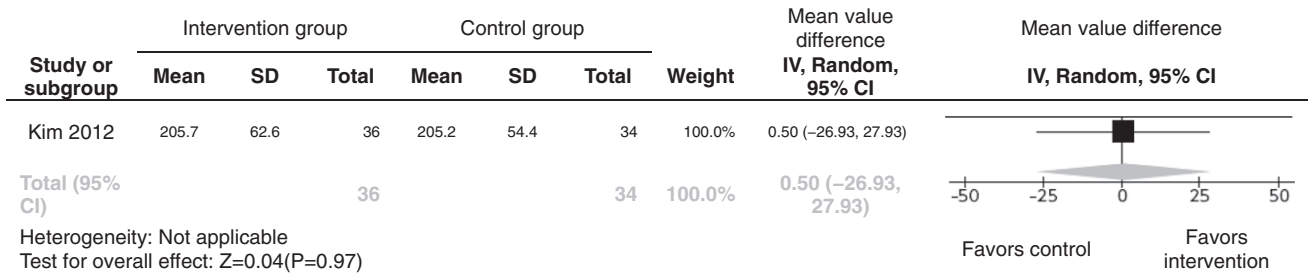 Intervention group Control group Mean value difference Mean value difference
Study or subgroup Mean SD Total Mean SD Total Weight IV, Random, 95% CI IV, Random, 95% CI
Kim 2012 205.7 62.6 36 205.2 54.4 34 100.0% 0.50 (−26.93, 27.93)
Total (95% CI) 36 34 100.0% 0.50 (−26.93, 27.93)
-50 -25 0 25 50
Heterogeneity: Not applicable
Test for overall effect: Z=0.04(P=0.97)
Favors control Favors intervention